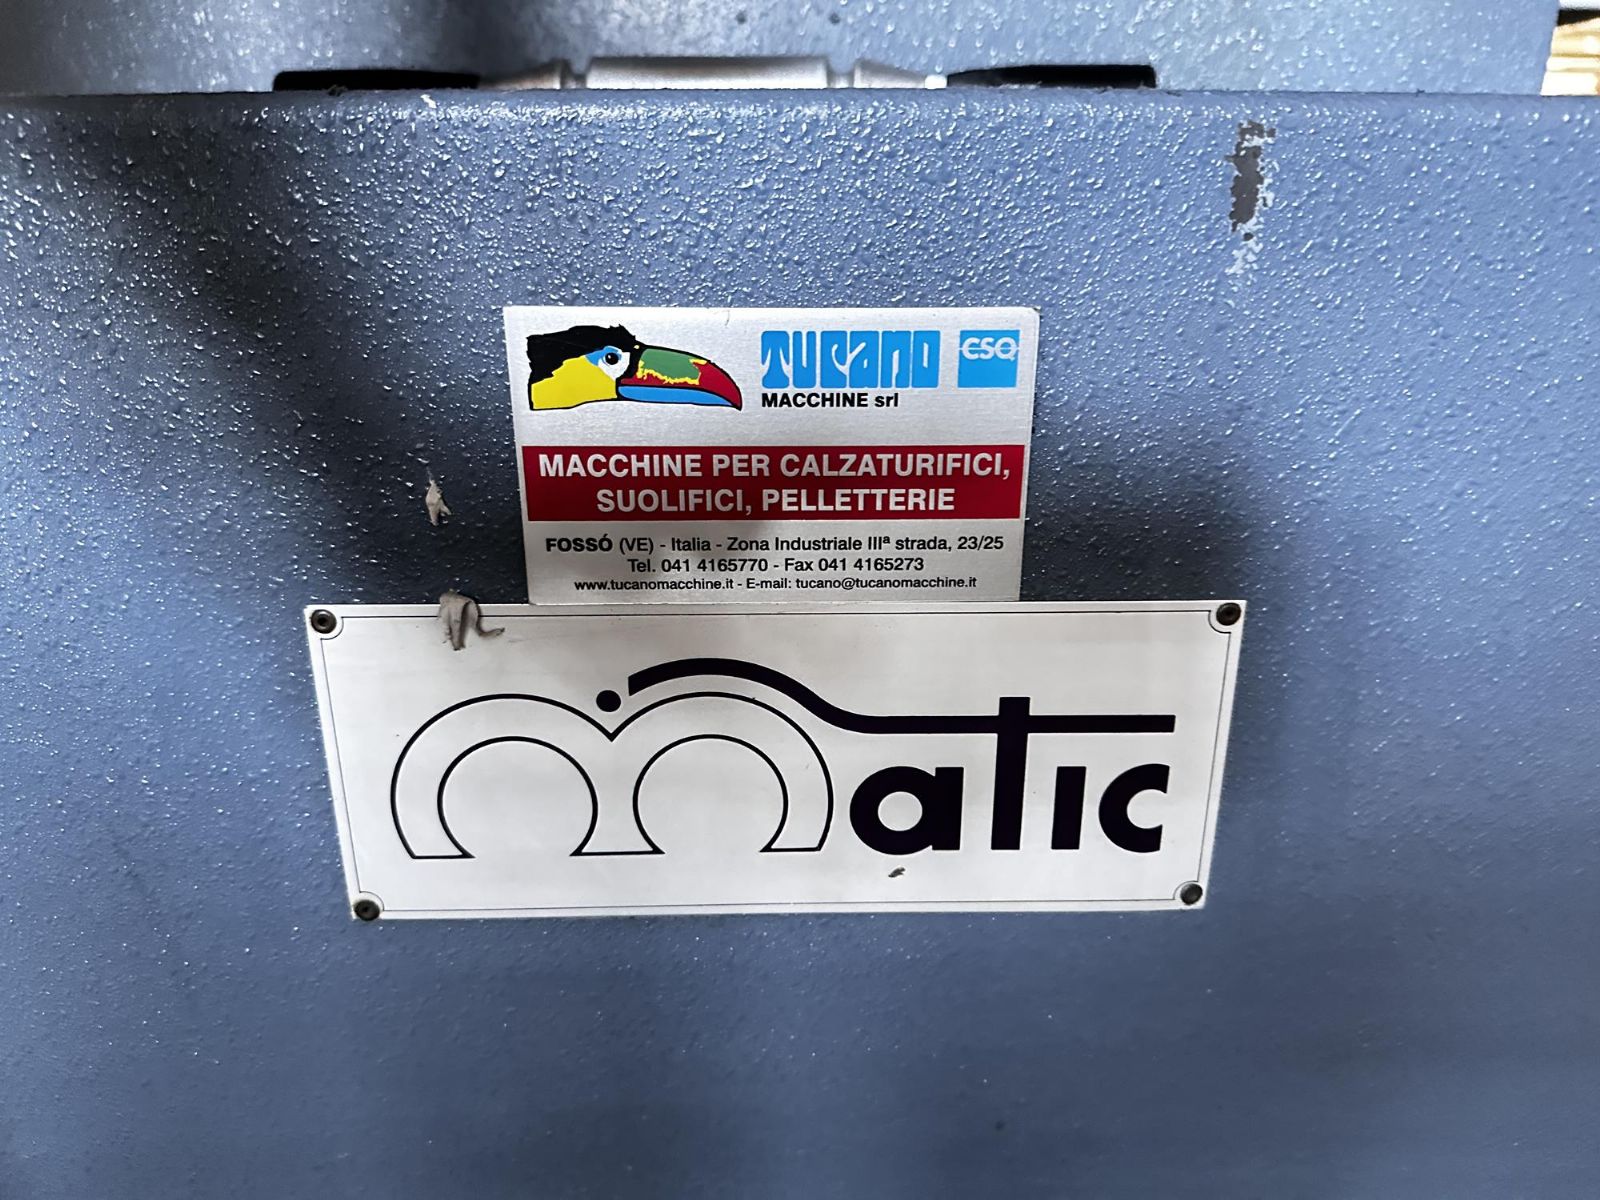 TUCANO CSQ
MACCHINE srl
MACCHINE PER CALZATURIFICI,
SUOLIFICI, PELLETTERIE
FOSSÓ (VE) - Italia - Zona Industriale IIIª strada, 23/25
Tel. 041 4165770 - Fax 041 4165273
www.tucanomacchine.it - E-mail: tucano@tucanomacchine.it
matic